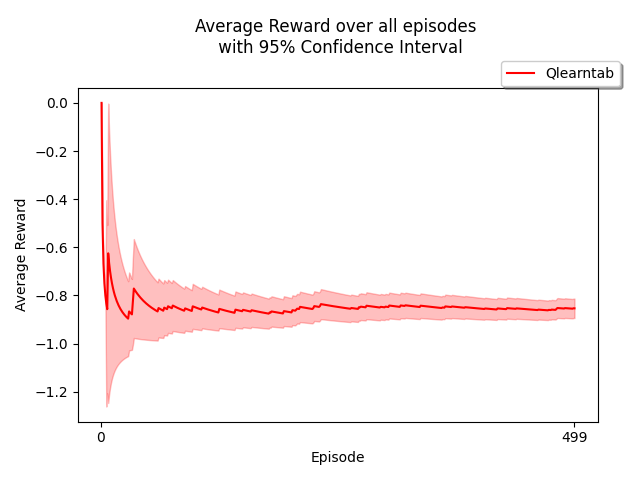 Average Reward over all episodes
with 95% Confidence Interval
Qlearntab
0.0
−0.2
−0.4
−0.6
−0.8
−1.0
−1.2
Average Reward
0
499
Episode